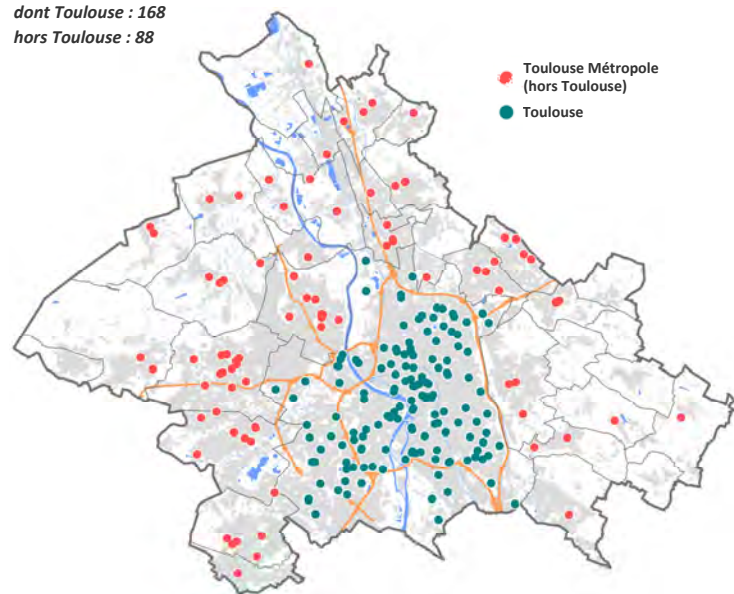 dont Toulouse : 168
hors Toulouse : 88
Toulouse Métropole
(hors Toulouse)
Toulouse